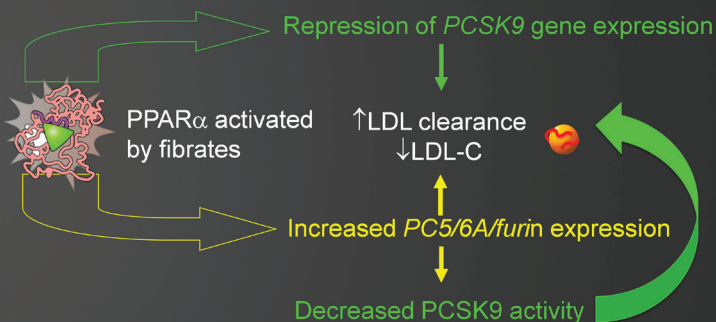 Repression of PCSK9 gene expression
PPARα activated
by fibrates
↑LDL clearance
↓LDL-C
Increased PC5/6A/furin expression
Decreased PCSK9 activity